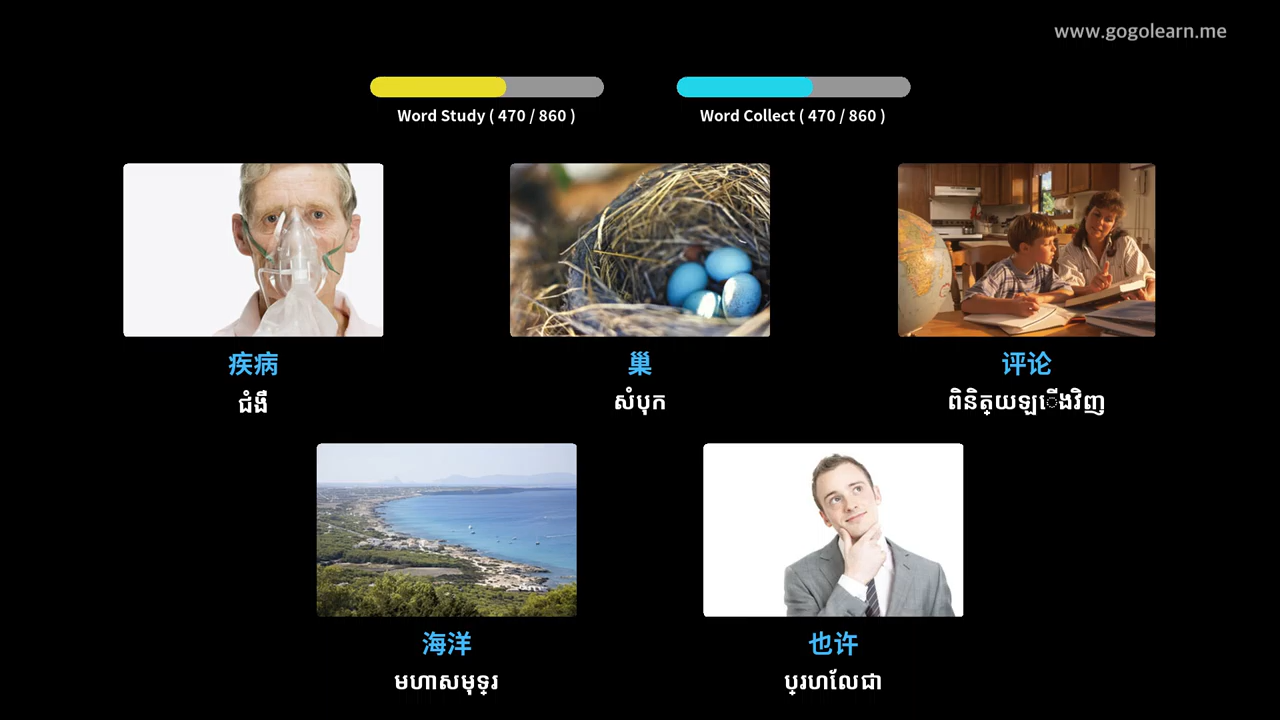 www.gogolearn.me
Word Study ( 470 / 860 )
Word Collect ( 470 / 860 )
疾病
巢
评论
ជំងឺ
សំបុក
ពិនិត្យឡើងវិញ
海洋
也许
មហាសមុទ្រ
ប្រហលែជា